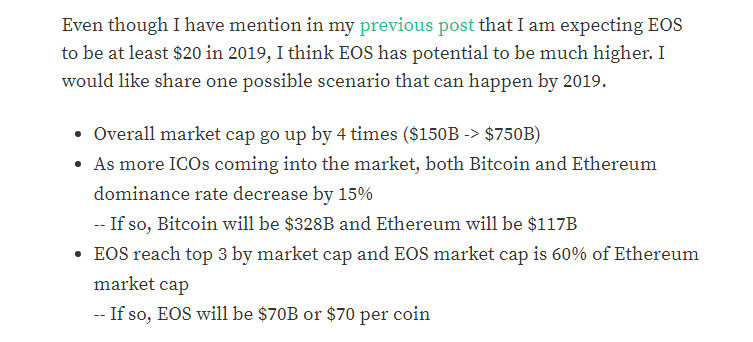 Even though I have mention in my previous post that I am expecting EOS
to be at least $20 in 2019, I think EOS has potential to be much higher. I
would like share one possible scenario that can happen by 2019.
• Overall market cap go up by 4 times ($150B -> $750B)
• As more ICOs coming into the market, both Bitcoin and Ethereum
dominance rate decrease by 15%
-- If so, Bitcoin will be $328B and Ethereum will be $117B
• EOS reach top 3 by market cap and EOS market cap is 60% of Ethereum
market cap
-- If so, EOS will be $70B or $70 per coin